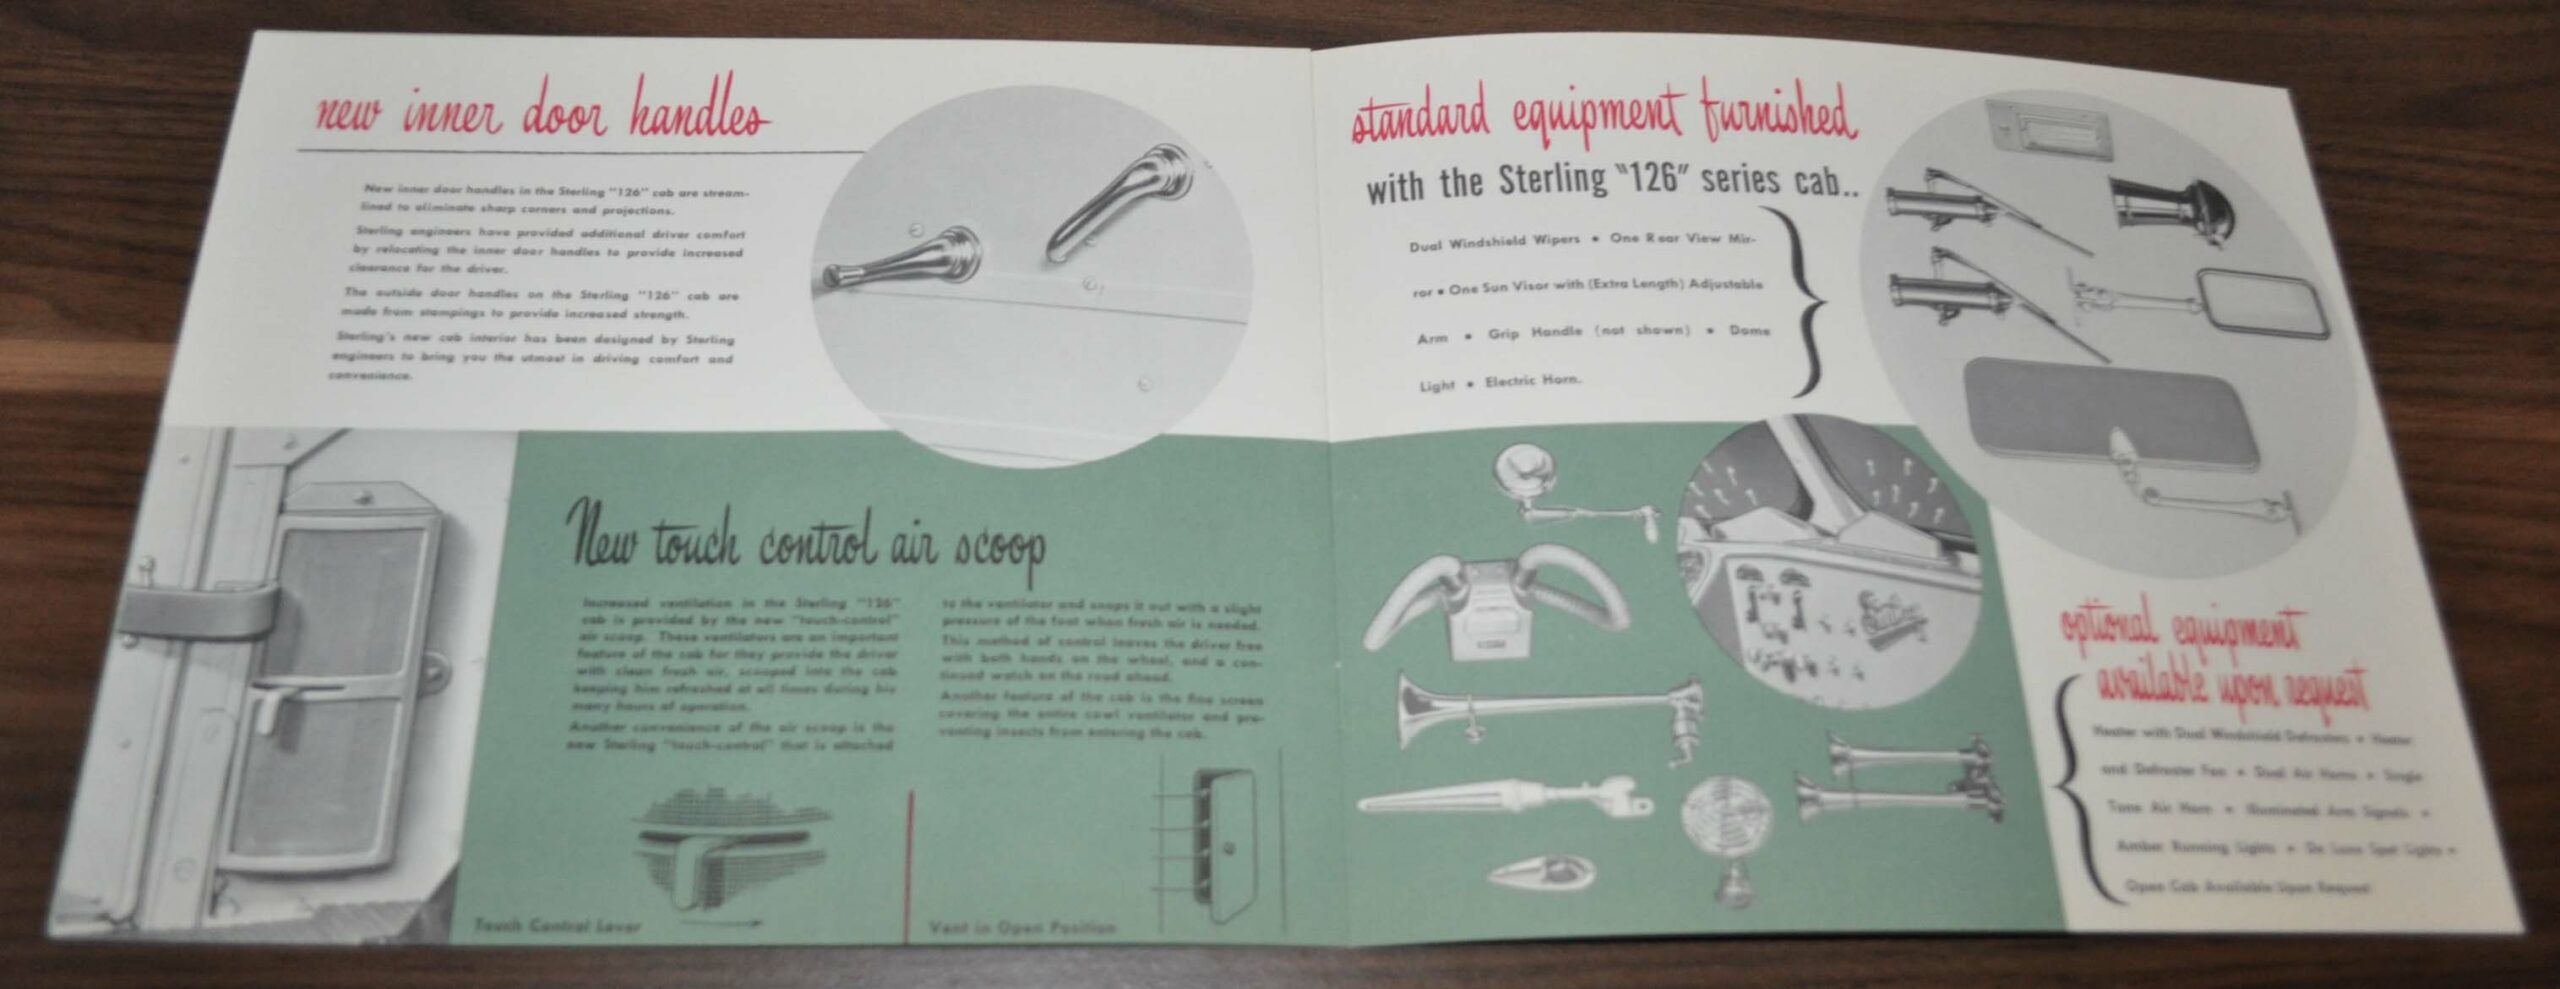 new inner door handles
New inner door handles in the Sterling "126" cab are stream-
lined to eliminate sharp corners and projections.
Sterling engineers have provided additional driver comfort
by relocating the inner door handles to provide increased
clearance for the driver.
The outside door handles on the Sterling "126" cab are
made from stampings to provide increased strength.
Sterling's new cab interior has been designed by Sterling
engineers to bring you the utmost in driving comfort and
convenience.
New touch control air scoop
Increased ventilation in the Sterling "126"
cab is provided by the new "touch-control"
air scoop. These ventilators are an important
feature of the cab for they provide the driver
with clean fresh air, scooped into the cab
keeping him refreshed at all times during his
many hours of operation.
Another convenience of the air scoop is the
new Sterling "touch-control" that is attached
to the ventilator and snaps it out with a slight
pressure of the foot when fresh air is needed.
This method of control leaves the driver free
with both hands on the wheel, and a con-
tinued watch on the road ahead.
Another feature of the cab is the fine screen
covering the entire cowl ventilator and pre-
venting insects from entering the cab.
Touch Control Lever
Vent in Open Position
standard equipment furnished
with the Sterling "126" series cab..
Dual Windshield Wipers • One Rear View Mir-
ror • One Sun Visor with (Extra Length) Adjustable
Arm • Grip Handle (not shown) • Dome
Light • Electric Horn.
optional equipment
available upon request
Heater with Dual Windshield Defrosters • Heater
and Defroster Fan • Dual Air Horns • Single
Tone Air Horn • Illuminated Arm Signals •
Amber Running Lights • De Luxe Spot Lights •
Open Cab Available Upon Request